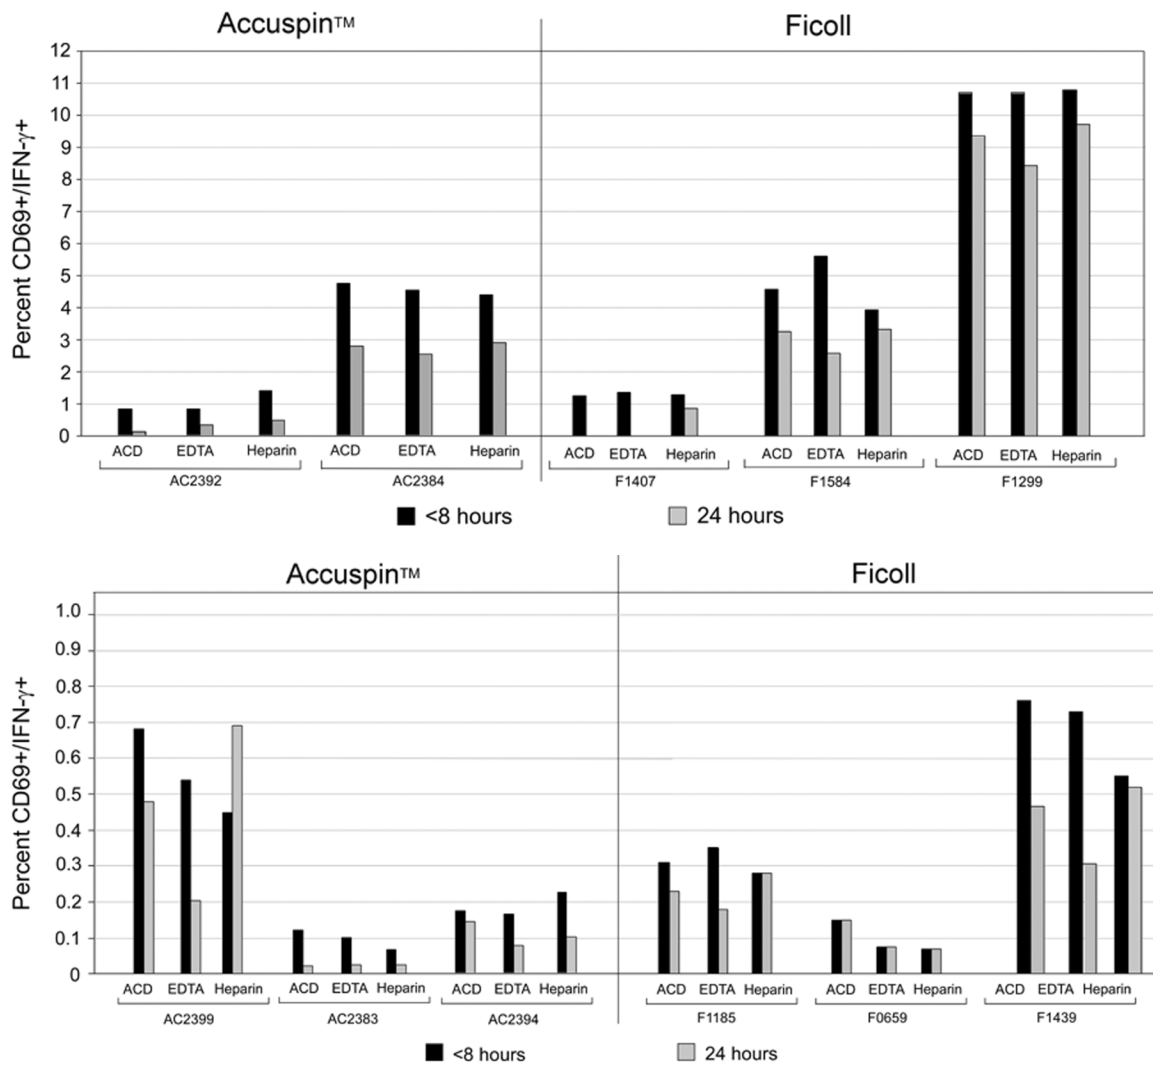 Accuspin™ Ficoll
12
11
10
9
8
7
6
5
4
3
2
1
0
Percent CD69+/IFN-γ+
ACD EDTA Heparin ACD EDTA Heparin ACD EDTA Heparin ACD EDTA Heparin ACD EDTA Heparin
AC2392 AC2384 F1407 F1584 F1299
<8 hours 24 hours
Accuspin™ Ficoll
1.0
0.9
0.8
0.7
0.6
0.5
0.4
0.3
0.2
0.1
0
Percent CD69+/IFN-γ+
ACD EDTA Heparin ACD EDTA Heparin ACD EDTA Heparin ACD EDTA Heparin ACD EDTA Heparin ACD EDTA Heparin
AC2399 AC2383 AC2394 F1185 F0659 F1439
<8 hours 24 hours